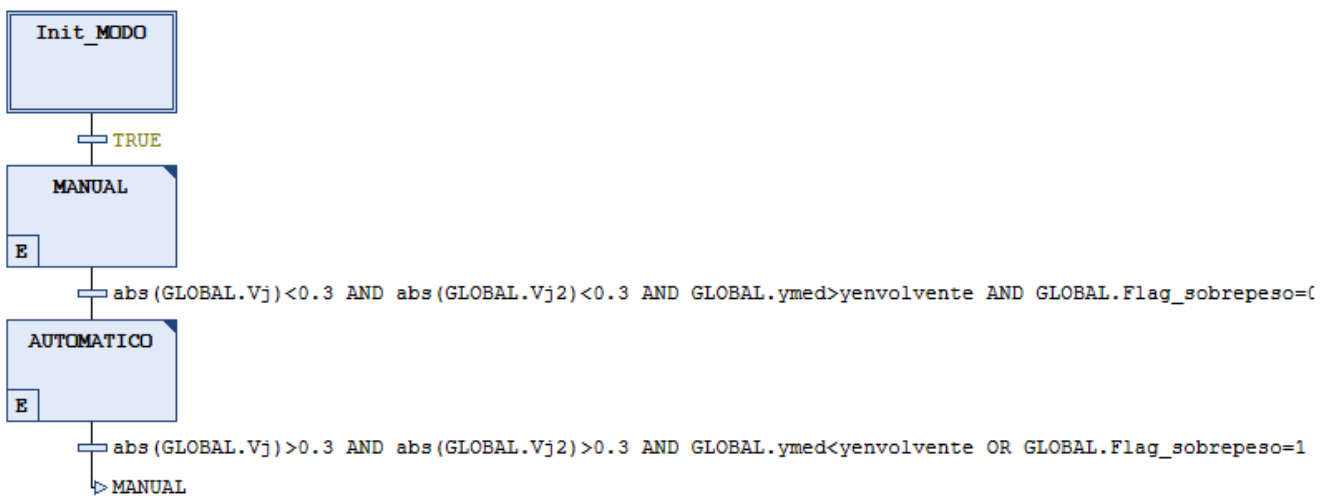 Init_MODO
TRUE
MANUAL
E
abs(GLOBAL.Vj)<0.3 AND abs(GLOBAL.Vj2)<0.3 AND GLOBAL.ymed>yenvolvente AND GLOBAL.Flag_sobrepeso=
AUTOMATICO
E
abs(GLOBAL.Vj)>0.3 AND abs(GLOBAL.Vj2)>0.3 AND GLOBAL.ymed<yenvolvente OR GLOBAL.Flag_sobrepeso=1
MANUAL